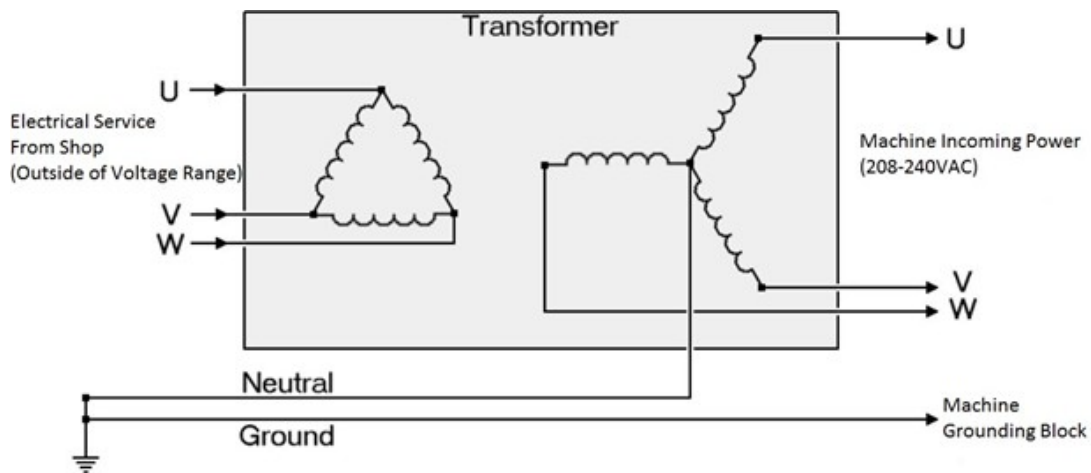 Transformer
U
U
Electrical Service
From Shop
(Outside of Voltage Range)
Machine Incoming Power
(208-240VAC)
V
W
V
W
Neutral
Machine
Grounding Block
Ground